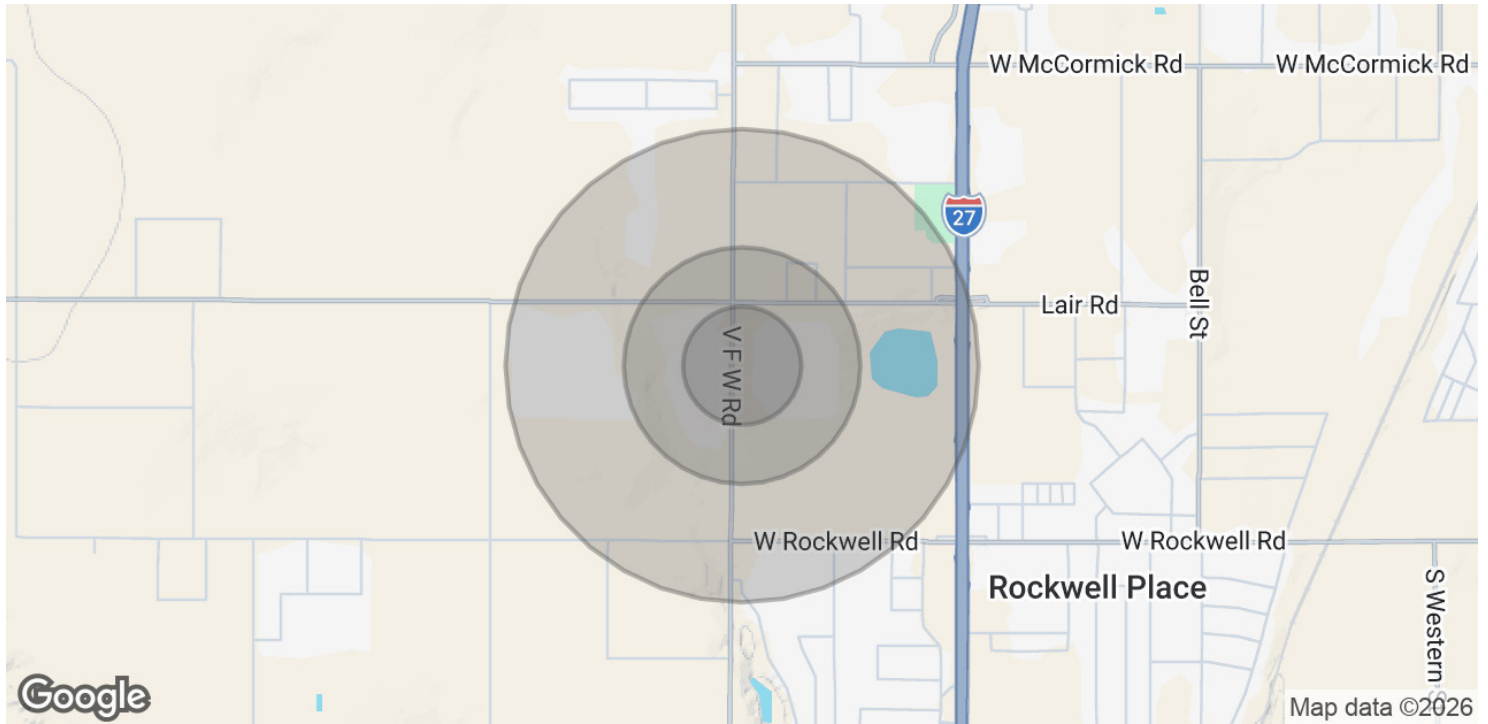 W McCormick Rd
W McCormick Rd
27
Bell St
Lair Rd
V F W Rd
W Rockwell Rd
W Rockwell Rd
Rockwell Place
S Western S
Google
Map data ©2026